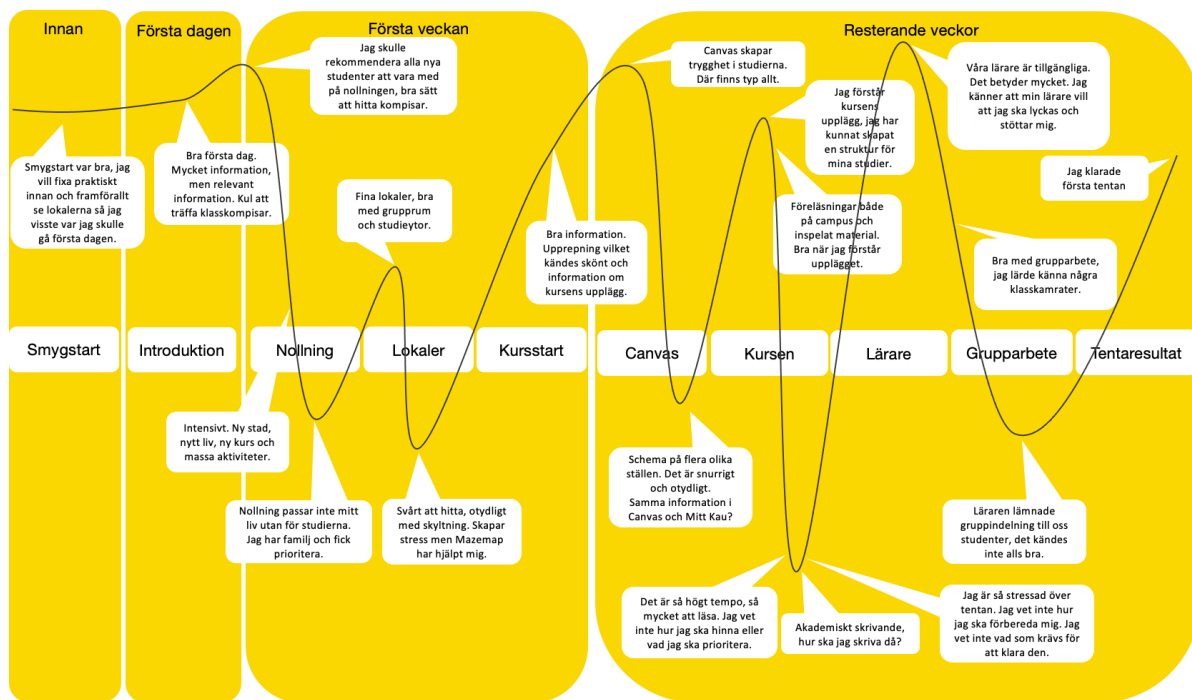 Innan
Första dagen
Första veckan
Resterande veckor
Jag skulle
rekommendera alla nya
studenter att vara med
på nollningen, bra sätt
att hitta kompisar.
Canvas skapar
trygghet i studierna.
Där finns typ allt.
Våra lärare är tillgängliga.
Det betyder mycket. Jag
känner att min lärare vill
att jag ska lyckas och
stöttar mig.
Jag förstår
kursens
upplägg, jag har
kunnat skapat
en struktur för
mina studier.
Smygstart var bra, jag
vill fixa praktiskt
innan och framförallt
se lokalerna så jag
visste var jag skulle
gå första dagen.
Bra första dag.
Mycket information,
men relevant
information. Kul att
träffa klasskompisar.
Fina lokaler, bra
med grupprum
och studieytor.
Bra information.
Upprepning vilket
kändes skönt och
information om
kursens upplägg.
Föreläsningar både
på campus och
inspelat material.
Bra när jag förstår
upplägget.
Jag klarade
första tentan
Bra med grupparbete,
jag lärde känna några
klasskamrater.
Smygstart
Introduktion
Nollning
Lokaler
Kursstart
Canvas
Kursen
Lärare
Grupparbete
Tentaresultat
Intensivt. Ny stad,
nytt liv, ny kurs och
massa aktiviteter.
Nollning passar inte mitt
liv utan för studierna.
Jag har familj och fick
prioritera.
Svårt att hitta, otydligt
med skyltning. Skapar
stress men Mazemap
har hjälpt mig.
Schema på flera olika
ställen. Det är snurrigt
och otydligt.
Samma information i
Canvas och Mitt Kau?
Läraren lämnade
gruppindelning till oss
studenter, det kändes
inte alls bra.
Det är så högt tempo, så
mycket att läsa. Jag vet
inte hur jag ska hinna eller
vad jag ska prioritera.
Akademiskt skrivande,
hur ska jag skriva då?
Jag är så stressad över
tentan. Jag vet inte hur
jag ska förbereda mig. Jag
vet inte vad som krävs för
att klara den.